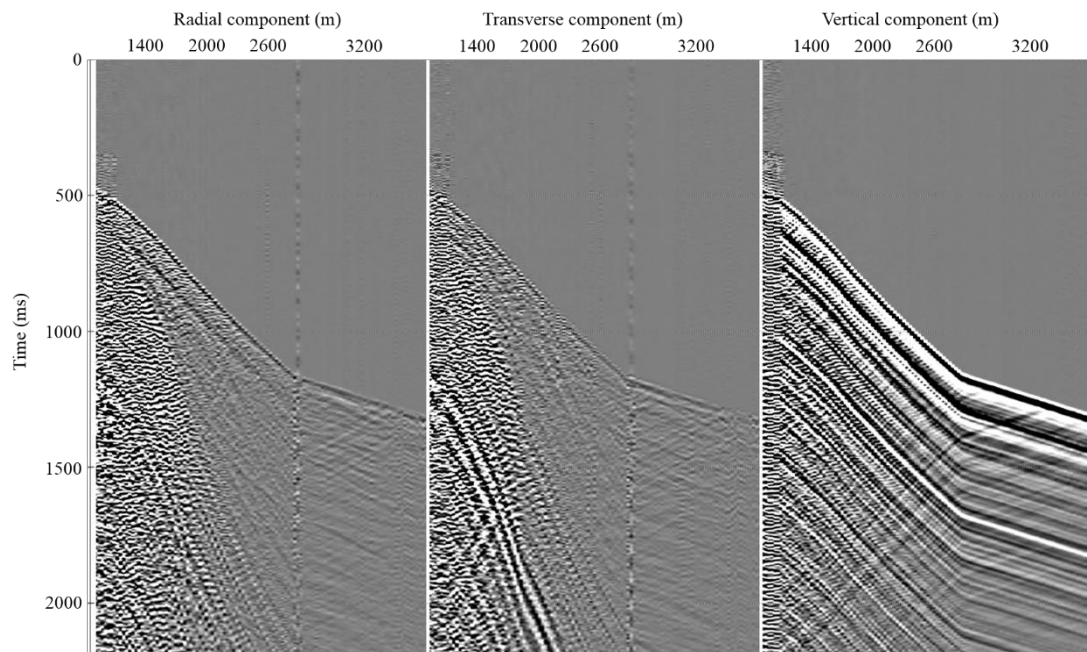 Radial component (m) Transverse component (m) Vertical component (m)
1400 2000 2600 3200 1400 2000 2600 3200 1400 2000 2600 3200
0
500
1000
1500
2000
Time (ms)